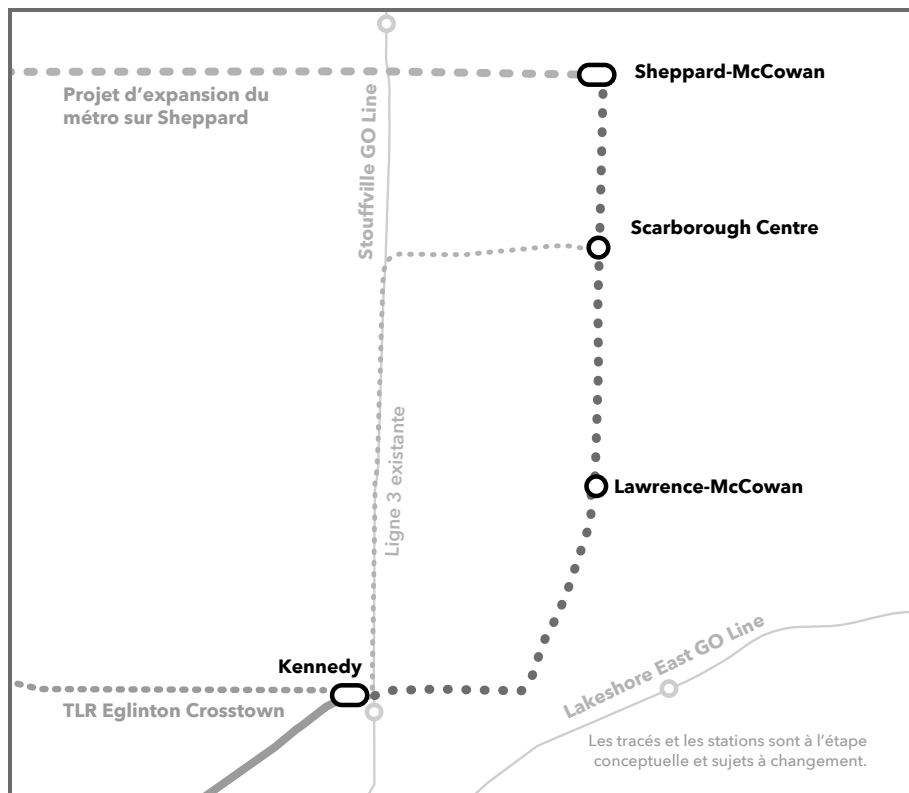 Sheppard-McCowan
Projet d’expansion du
métro sur Sheppard
Stouffville GO Line
Scarborough Centre
Ligne 3 existante
Lawrence-McCowan
Kennedy
TLR Eglinton Crosstown
Lakeshore East GO Line
Les tracés et les stations sont à l’étape
conceptuelle et sujets à changement.